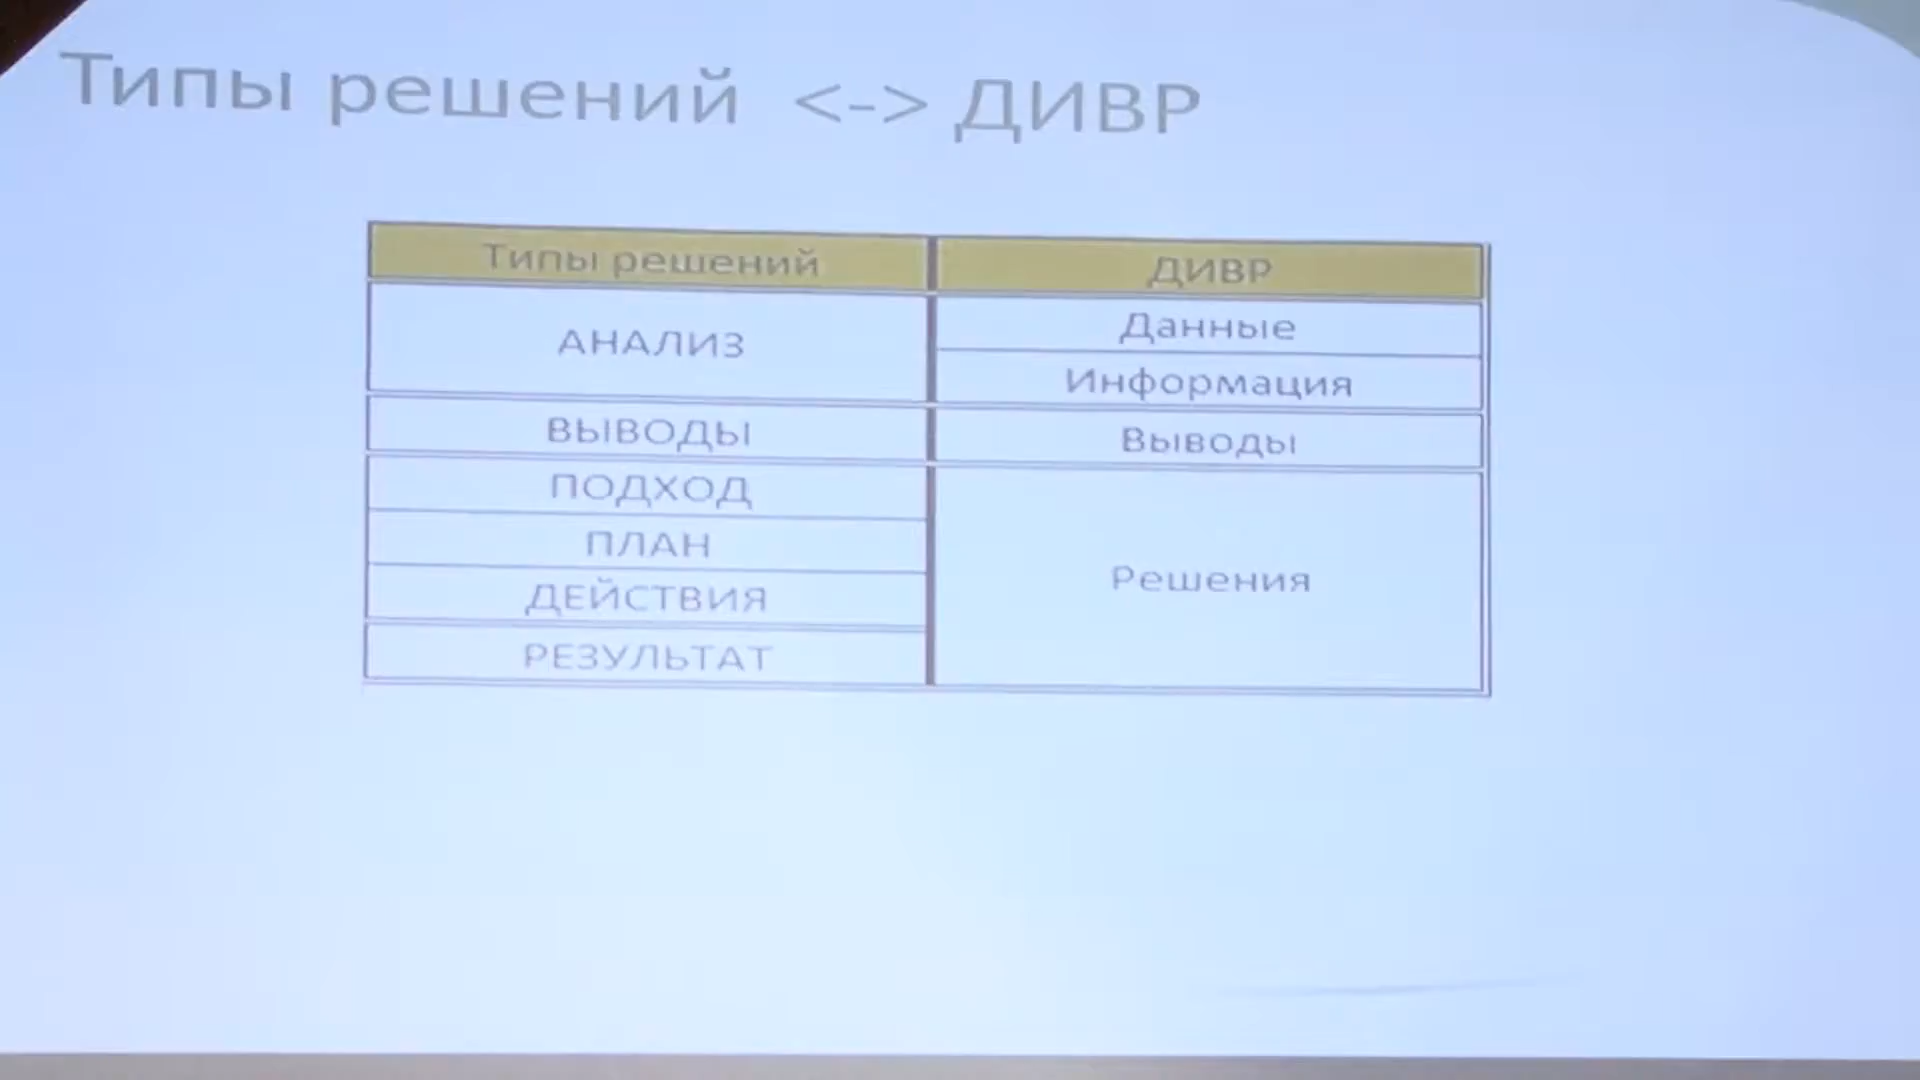 Типы решений <-> ДИВР
Типы решений ДИВР
АНАЛИЗ Данные
Информация
ВЫВОДЫ Выводы
ПОДХОД
ПЛАН
ДЕЙСТВИЯ Решения
РЕЗУЛЬТАТ